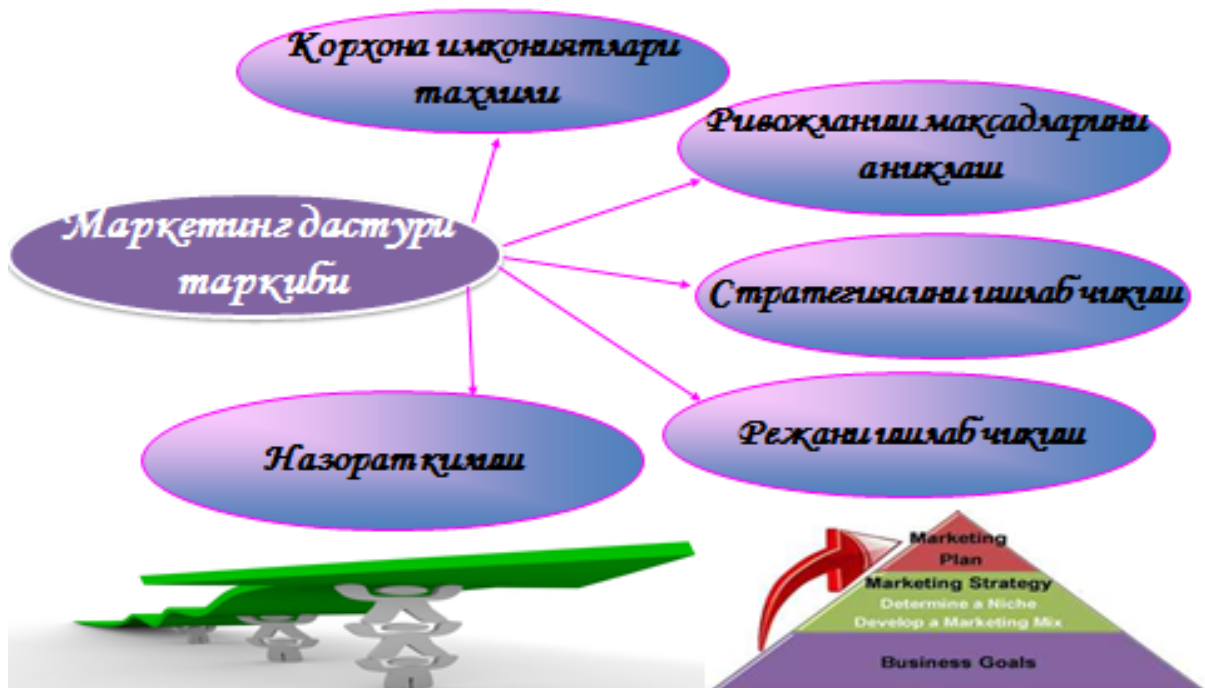 Корхона имкониятлари
тахлили
Ривожланиш максадларини
аниклаш
Маркетинг дастури
таркиби
Стратегиясини ишлаб чикиш
Режани ишлаб чикиш
Назорат килиш
Marketing
Plan
Marketing Strategy
Determine a Niche
Develop a Marketing Mix
Business Goals